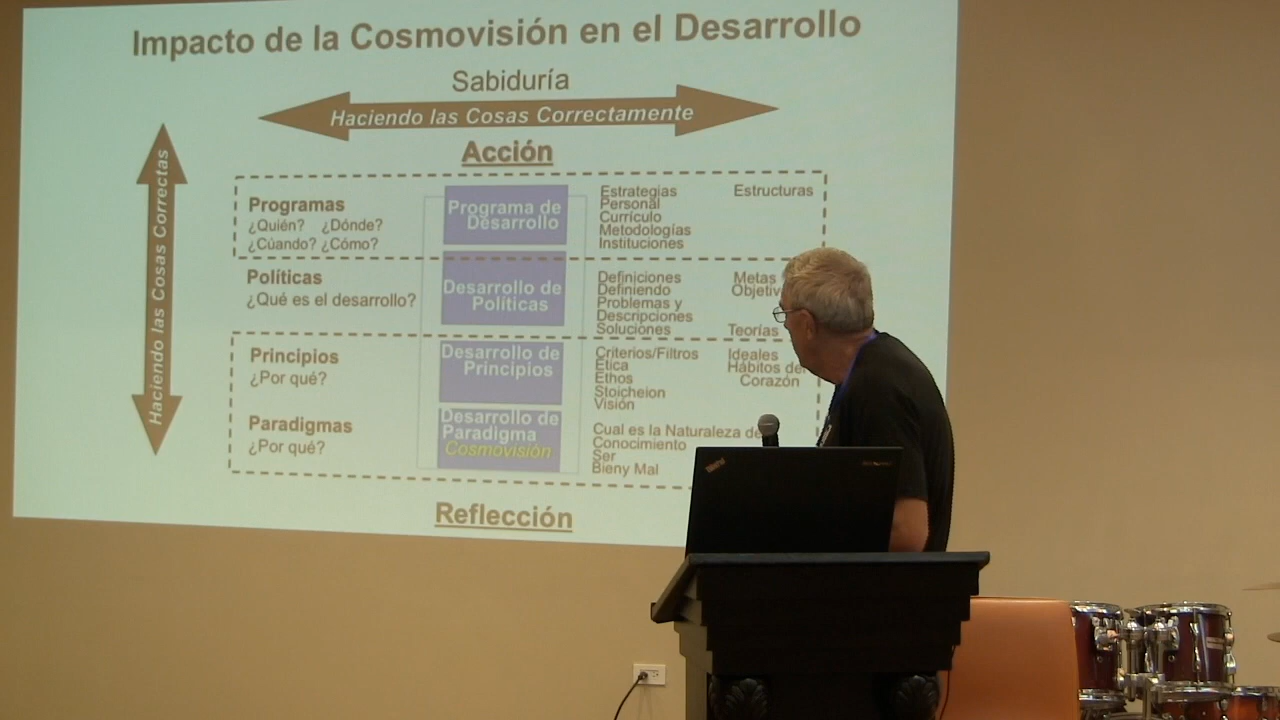 Impacto de la Cosmovisión en el Desarrollo
Sabiduría
Haciendo las Cosas Correctamente
Haciendo las Cosas Correctas
Acción
Programas
¿Quién? ¿Dónde?
¿Cúando? ¿Cómo?
Programa de
Desarrollo
Estrategias Estructuras
Personal
Currículo
Metodologías
Instituciones
Políticas
¿Qué es el desarrollo?
Desarrollo de
Políticas
Definiciones Metas
Definiendo
Problemas y
Descripciones
Soluciones Teorías
Principios
¿Por qué?
Desarrollo de
Principios
Criterios/Filtros Ideales
Ética Hábitos de
Ethos Corazón
Stoicheion
Visión
Paradigmas
¿Por qué?
Desarrollo de
Paradigma
Cosmovisión
Cual es la Naturaleza de
Conocimiento
Ser
Bieny Mal
Reflección
ThinkPad